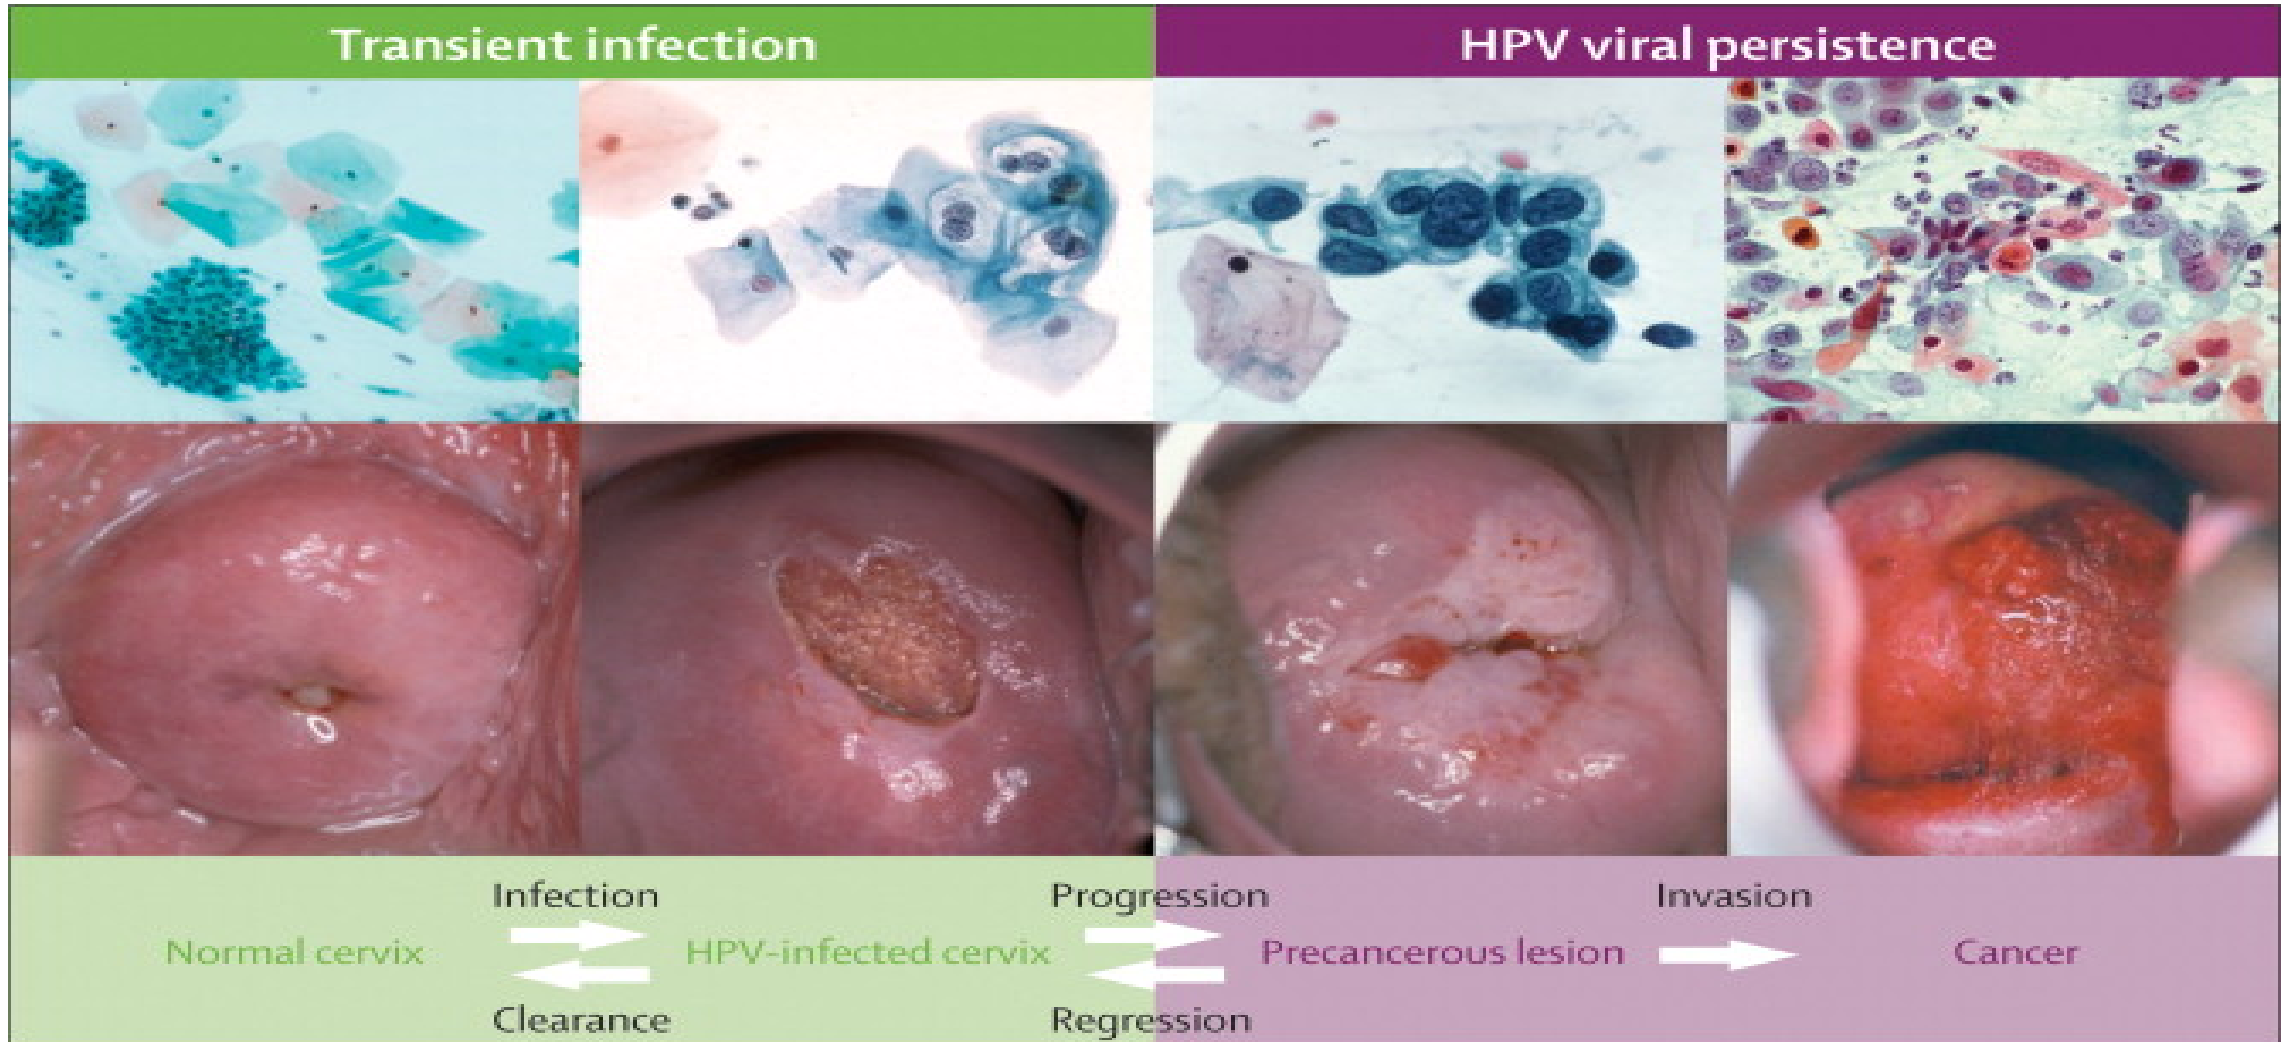 Transient infection
HPV viral persistence
Infection
Progression
Invasion
Normal cervix
HPV-infected cervix
Precancerous lesion
Cancer
Clearance
Regression